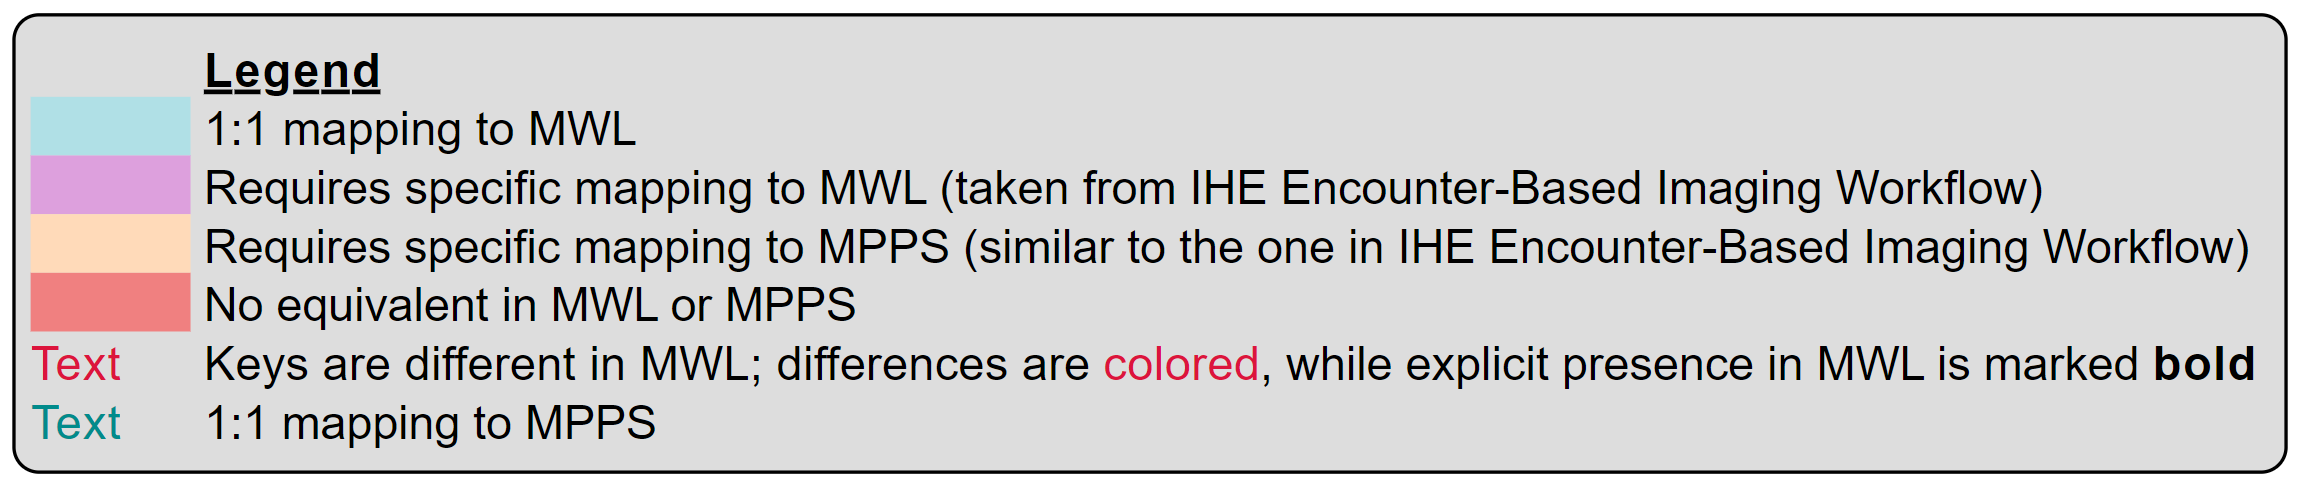 Legend
1:1 mapping to MWL
Requires specific mapping to MWL (taken from IHE Encounter-Based Imaging Workflow)
Requires specific mapping to MPPS (similar to the one in IHE Encounter-Based Imaging Workflow)
No equivalent in MWL or MPPS
Text Keys are different in MWL; differences are colored, while explicit presence in MWL is marked bold
Text 1:1 mapping to MPPS